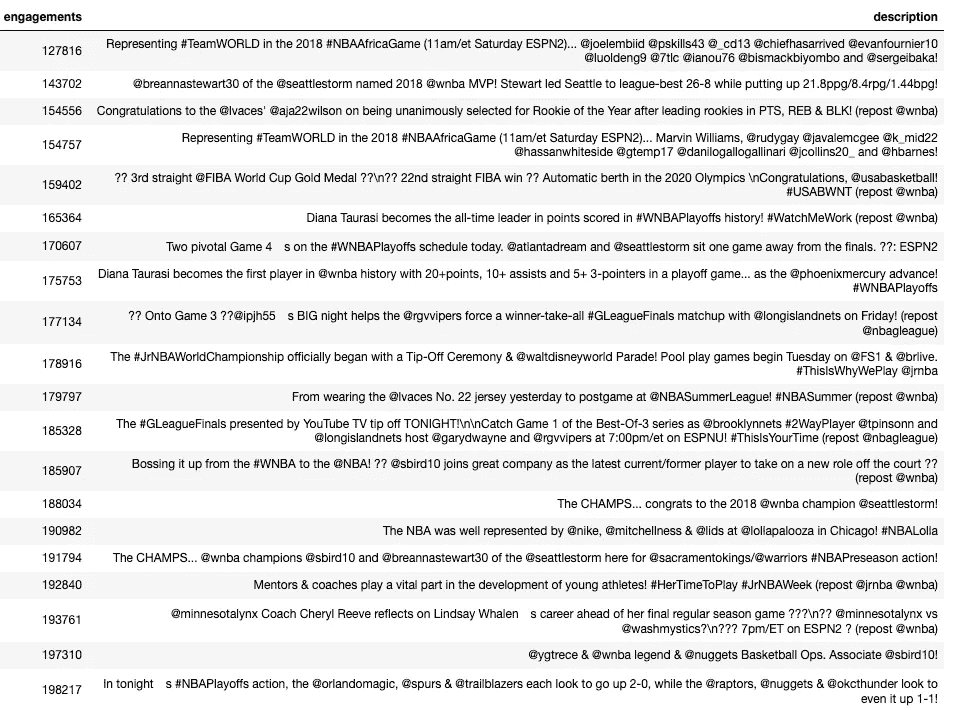 engagements description
127816 Representing #TeamWORLD in the 2018 #NBAAfricaGame (11am/et Saturday ESPN2)... @joelembiid @pskills43 @_cd13 @chiefhasarrived @evanfournier10
@luoldeng9 @7tlc @ianou76 @bismackbiyombo and @sergeibaka!
143702 @breannastewart30 of the @seattlestorm named 2018 @wnba MVP! Stewart led Seattle to league-best 26-8 while putting up 21.8ppg/8.4rpg/1.44bpg!
154556 Congratulations to the @lvaces' @aja22wilson on being unanimously selected for Rookie of the Year after leading rookies in PTS, REB & BLK! (repost @wnba)
154757 Representing #TeamWORLD in the 2018 #NBAAfricaGame (11am/et Saturday ESPN2)... Marvin Williams, @rudygay @javalemcgee @k_mid22
@hassanwhiteside @gtemp17 @danilogallogallinari @jcollins20_ and @hbarnes!
159402 ?? 3rd straight @FIBA World Cup Gold Medal ??\n?? 22nd straight FIBA win ?? Automatic berth in the 2020 Olympics \nCongratulations, @usabasketball!
#USABWNT (repost @wnba)
165364 Diana Taurasi becomes the all-time leader in points scored in #WNBAPlayoffs history! #WatchMeWork (repost @wnba)
170607 Two pivotal Game 4 s on the #WNBAPlayoffs schedule today. @atlantadream and @seattlestorm sit one game away from the finals. ??: ESPN2
175753 Diana Taurasi becomes the first player in @wnba history with 20+points, 10+ assists and 5+ 3-pointers in a playoff game... as the @phoenixmercury advance!
#WNBAPlayoffs
177134 ?? Onto Game 3 ??@ipjh55 s BIG night helps the @rgvvipers force a winner-take-all #GLeagueFinals matchup with @longislandnets on Friday! (repost
@nbagleague)
178916 The #JrNBAWorldChampionship officially began with a Tip-Off Ceremony & @waltdisneyworld Parade! Pool play games begin Tuesday on @FS1 & @brlive.
#ThisIsWhyWePlay @jrnba
179797 From wearing the @lvaces No. 22 jersey yesterday to postgame at @NBASummerLeague! #NBASummer (repost @wnba)
185328 The #GLeagueFinals presented by YouTube TV tip off TONIGHT!\n\nCatch Game 1 of the Best-Of-3 series as @brooklynnets #2WayPlayer @tpinsonn and
@longislandnets host @garydwayne and @rgvvipers at 7:00pm/et on ESPNU! #ThisIsYourTime (repost @nbagleague)
185907 Bossing it up from the #WNBA to the @NBA! ?? @sbird10 joins great company as the latest current/former player to take on a new role off the court ??
(repost @wnba)
188034 The CHAMPS... congrats to the 2018 @wnba champion @seattlestorm!
190982 The NBA was well represented by @nike, @mitchellness & @lids at @lollapalooza in Chicago! #NBALolla
191794 The CHAMPS... @wnba champions @sbird10 and @breannastewart30 of the @seattlestorm here for @sacramentokings/@warriors #NBAPreseason action!
192840 Mentors & coaches play a vital part in the development of young athletes! #HerTimeToPlay #JrNBAWeek (repost @jrnba @wnba)
193761 @minnesotalynx Coach Cheryl Reeve reflects on Lindsay Whalen s career ahead of her final regular season game ???\n?? @minnesotalynx vs
@washmystics?\n??? 7pm/ET on ESPN2 ? (repost @wnba)
197310 @ygtrece & @wnba legend & @nuggets Basketball Ops. Associate @sbird10!
198217 In tonight s #NBAPlayoffs action, the @orlandomagic, @spurs & @trailblazers each look to go up 2-0, while the @raptors, @nuggets & @okcthunder look to
even it up 1-1!